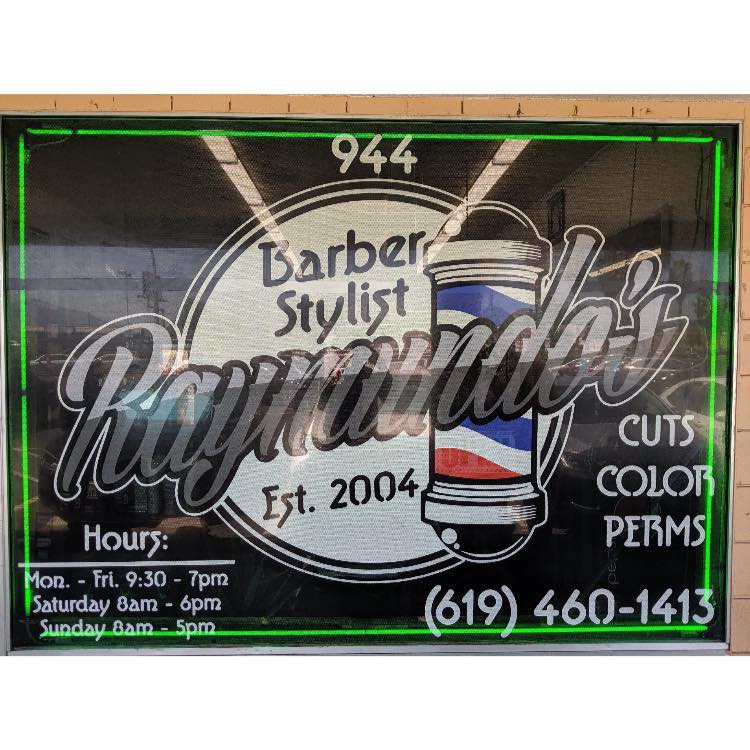 944
Barber
Stylist
Raymundo's
Est. 2004
CUTS
COLOR
PERMS
Hours:
Mon. - Fri. 9:30 - 7pm
Saturday 8am - 6pm
Sunday 8am - 5pm
(619) 460-1413